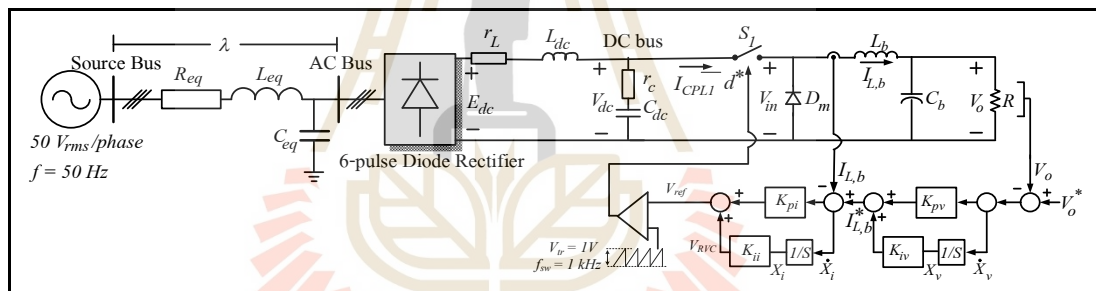 λ
Source Bus
R_eq
L_eq
AC Bus
C_eq
50 V_rms/phase
f = 50 Hz
6-pulse Diode Rectifier
E_dc
r_L
L_dc
DC bus
r_c
C_dc
V_dc
I_CPL1
S_1
d*
V_in
D_m
L_b
I_L,b
C_b
V_o
R
V_o
V_o*
I_L,b
I_L,b*
V_ref
K_pi
K_pv
V_RVC
K_ii
1/S
X_i
Ẋ_i
K_iv
1/S
X_v
Ẋ_v
V_tr = 1V
f_sw = 1 kHz